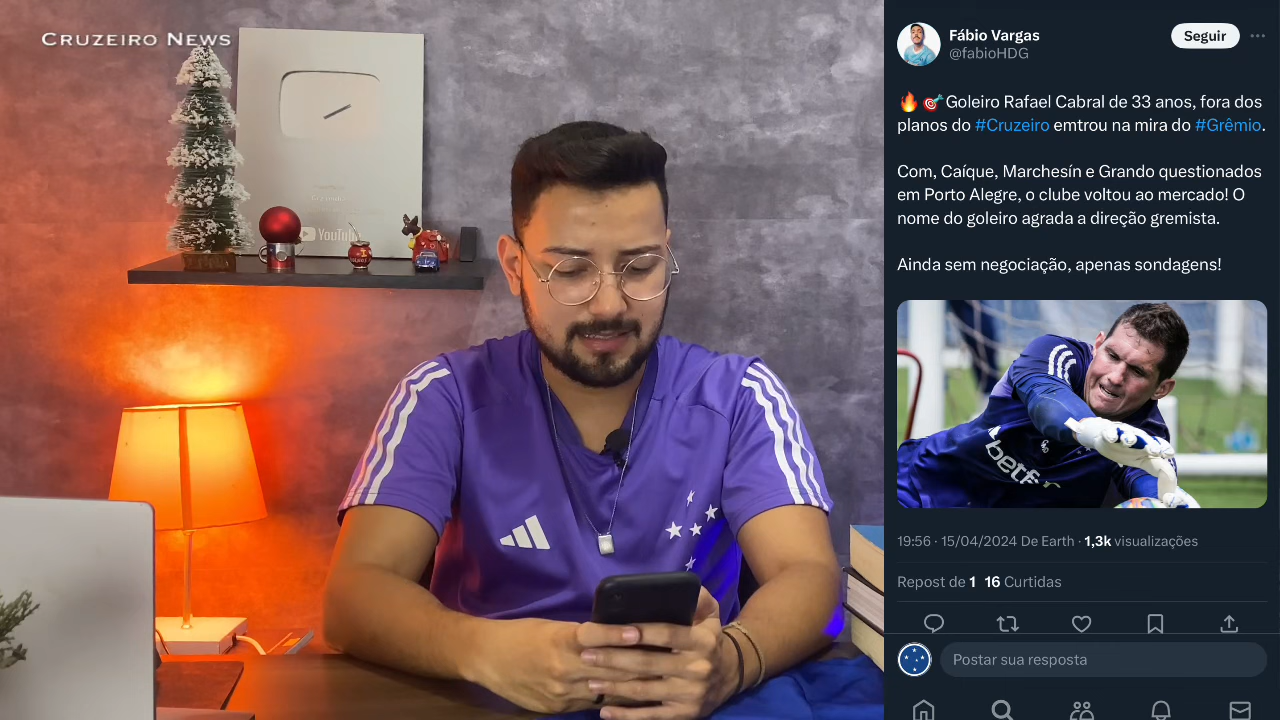 CRUZEIRO NEWS
YouTube
Fábio Vargas
@fabioHDG
Seguir
🔥🎯Goleiro Rafael Cabral de 33 anos, fora dos
planos do #Cruzeiro emtrou na mira do #Grêmio.
Com, Caíque, Marchesín e Grando questionados
em Porto Alegre, o clube voltou ao mercado! O
nome do goleiro agrada a direção gremista.
Ainda sem negociação, apenas sondagens!
betfair
19:56 · 15/04/2024 De Earth · 1,3k visualizações
Repost de 1 16 Curtidas
Postar sua resposta